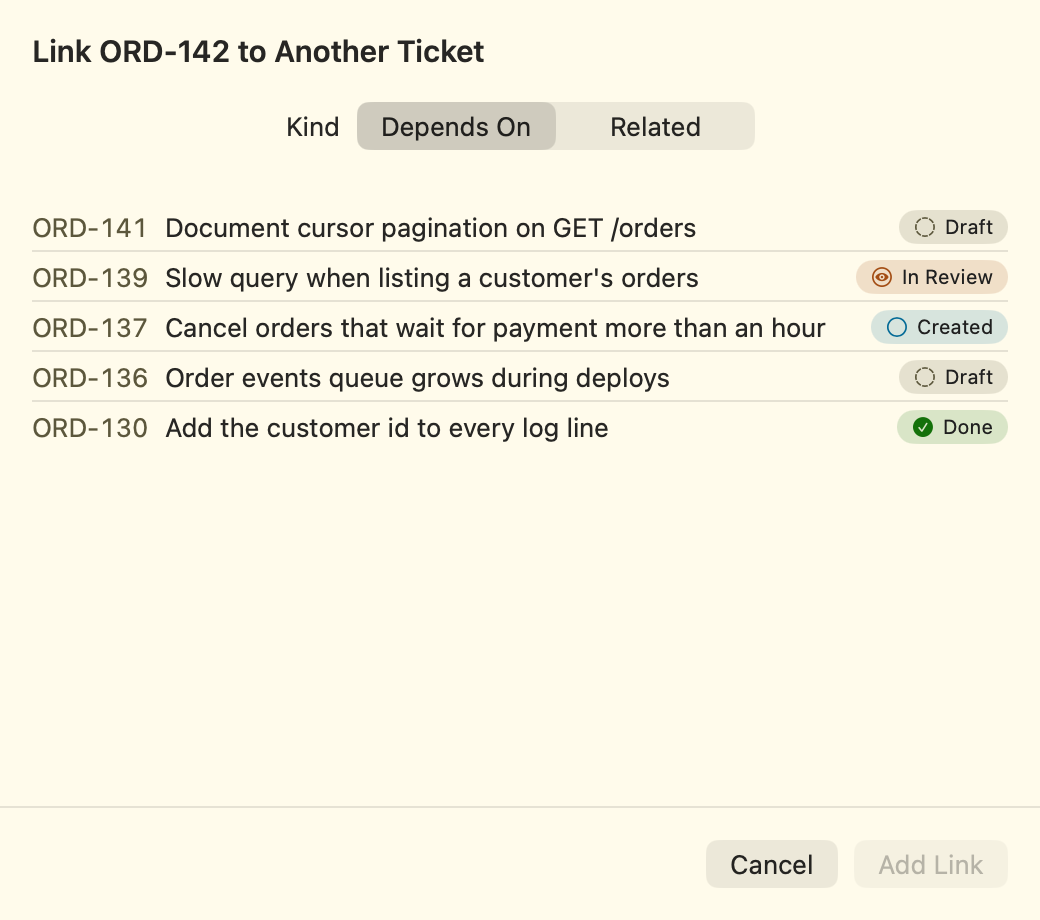 Link ORD-142 to Another Ticket
Kind Depends On Related
ORD-141 Document cursor pagination on GET /orders Draft
ORD-139 Slow query when listing a customer's orders In Review
ORD-137 Cancel orders that wait for payment more than an hour Created
ORD-136 Order events queue grows during deploys Draft
ORD-130 Add the customer id to every log line Done
Cancel Add Link